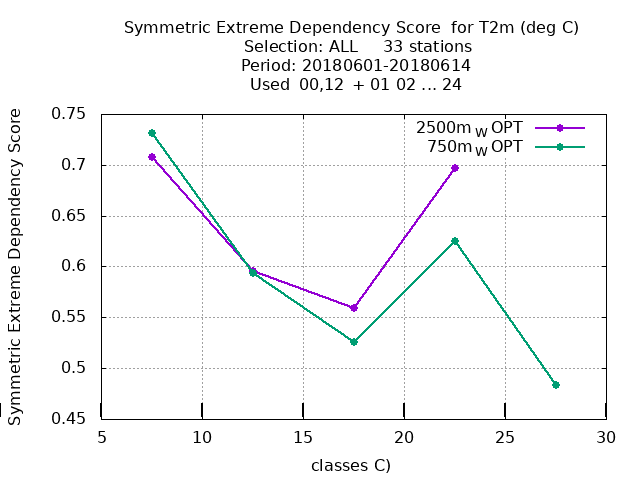 Symmetric Extreme Dependency Score for T2m (deg C)
Selection: ALL 33 stations
Period: 20180601-20180614
Used 00,12 + 01 02 ... 24
Symmetric Extreme Dependency Score
0.75
0.7
0.65
0.6
0.55
0.5
0.45
2500m W OPT
750m W OPT
5 10 15 20 25 30
classes C)